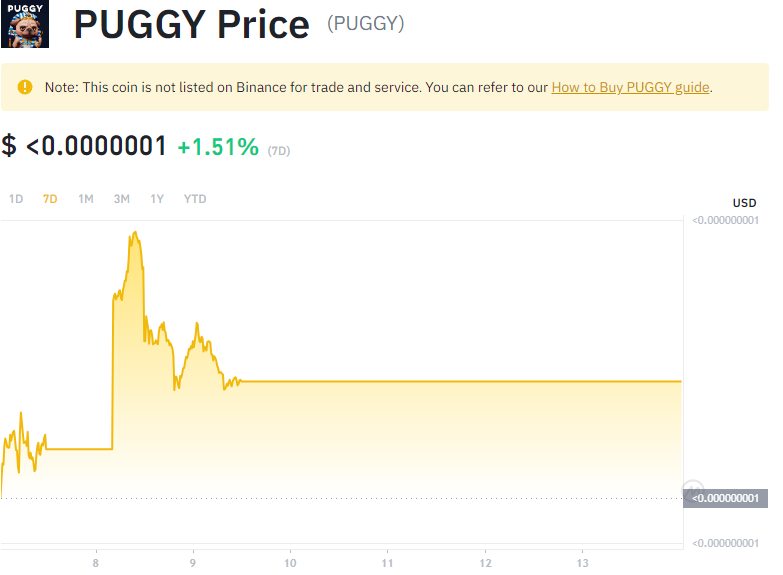 PUGGY
PUGGY Price (PUGGY)
Note: This coin is not listed on Binance for trade and service. You can refer to our How to Buy PUGGY guide.
$ <0.0000001 +1.51% (7D)
1D 7D 1M 3M 1Y YTD
USD
<0.000000001
<0.000000001
<0.000000001
8 9 10 11 12 13